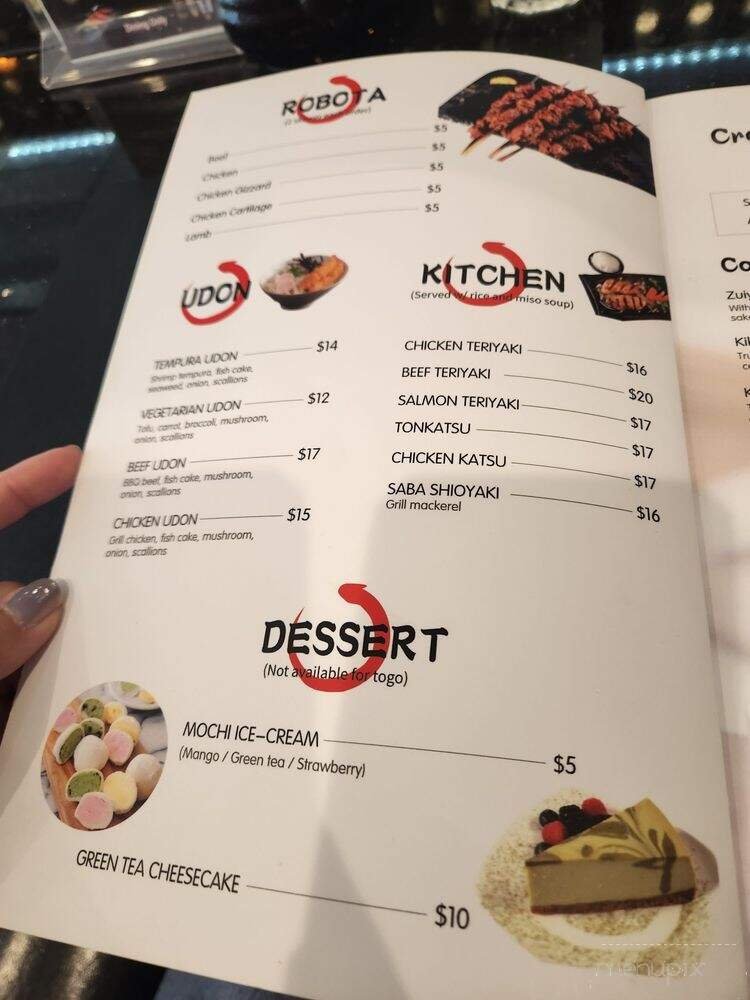 Dining Only
ROBOTA
Beef $5
Chicken $5
Chicken Gizzard $5
Chicken Cartilage $5
Lamb $5
UDON
TEMPURA UDON $14
Shrimp tempura, fish cake,
seaweed, onion, scallions
VEGETARIAN UDON $12
Tofu, carrot, broccoli, mushroom,
onion, scallions
BEEF UDON $17
BBQ beef, fish cake, mushroom,
onion, scallions
CHICKEN UDON $15
Grill chicken, fish cake, mushroom,
onion, scallions
KITCHEN
(Served w/ rice and miso soup)
CHICKEN TERIYAKI $16
BEEF TERIYAKI $20
SALMON TERIYAKI $17
TONKATSU $17
CHICKEN KATSU $17
SABA SHIOYAKI $16
Grill mackerel
DESSERT
(Not available for togo)
MOCHI ICE-CREAM $5
(Mango / Green tea / Strawberry)
GREEN TEA CHEESECAKE $10
menupix